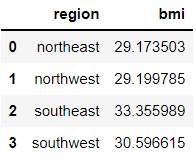 region bmi
0 northeast 29.173503
1 northwest 29.199785
2 southeast 33.355989
3 southwest 30.596615